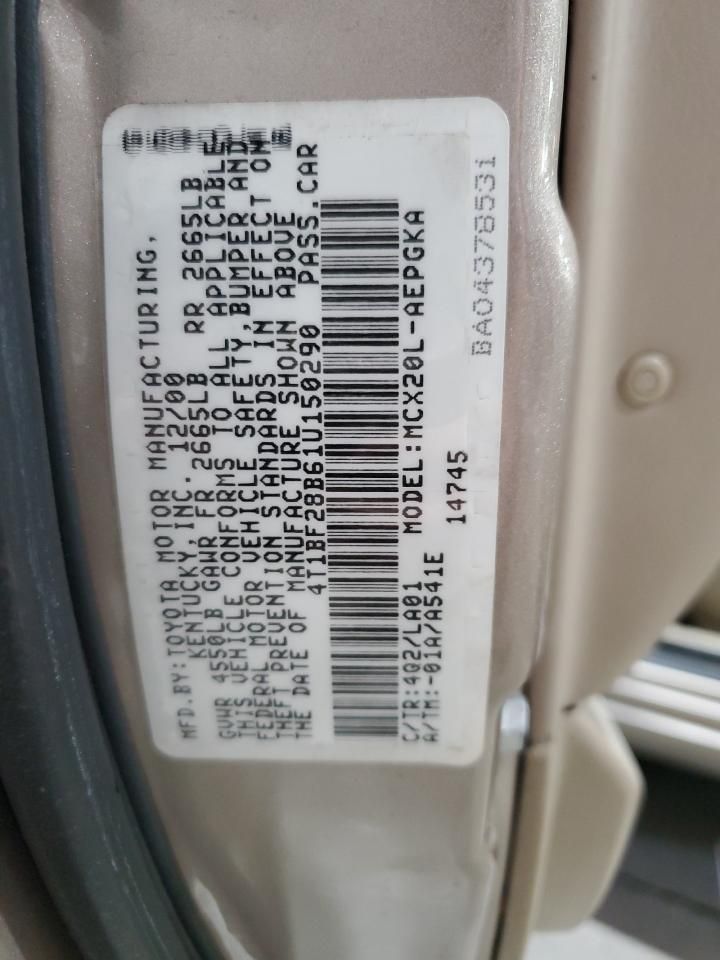 MFD.BY:TOYOTA MOTOR MANUFACTURING,
KENTUCKY,INC. 12/00
GVWR 4550LB GAWR FR 2665LB RR 2665LB
THIS VEHICLE CONFORMS TO ALL APPLICABLE
FEDERAL MOTOR VEHICLE SAFETY,BUMPER AND
THEFT PREVENTION STANDARDS IN EFFECT ON
THE DATE OF MANUFACTURE SHOWN ABOVE
4T1BF28B61U150290 PASS.CAR
C/TR:4Q2/LA01 MODEL:MCX20L-AEPGKA
A/TM:-01A/A541E 14745
BA04378531